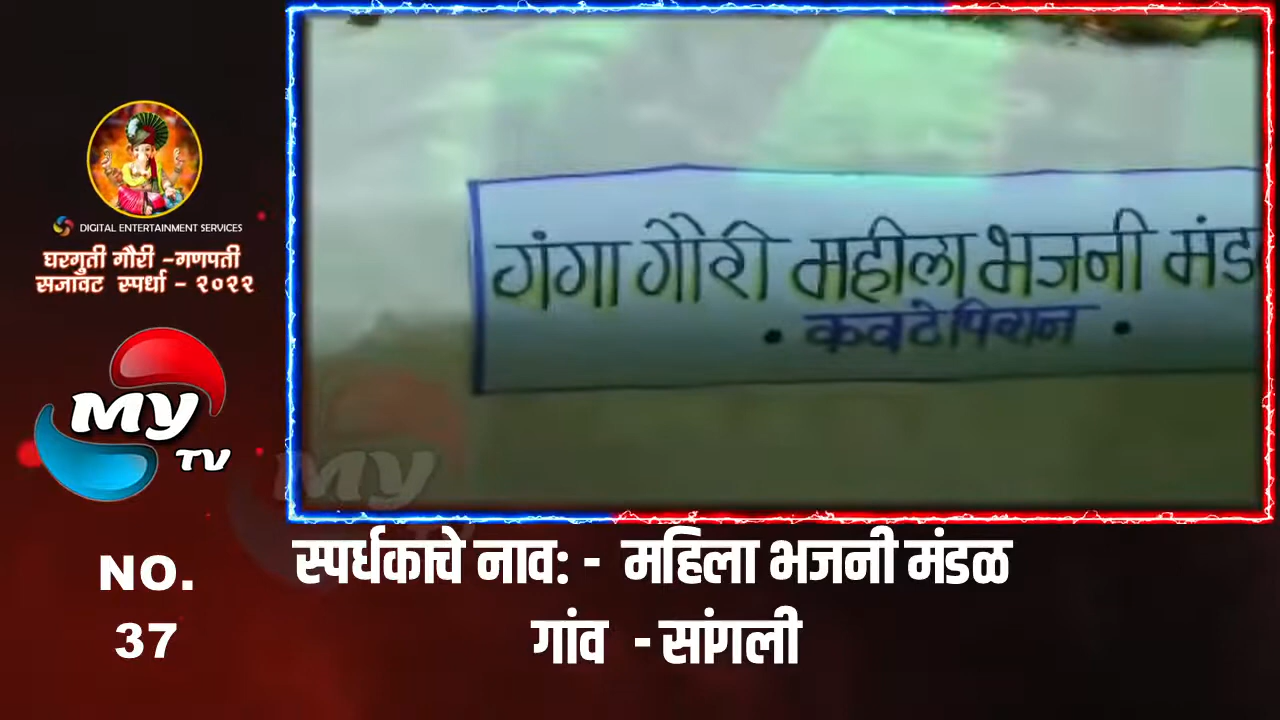 DIGITAL ENTERTAINMENT SERVICES
घरगुती गौरी -गणपती
सजावट स्पर्धा - २०२२
MY
TV
NO.
37
गंगा गौरी महीला भजनी मंड
• कवटेपिरान •
MY
स्पर्धकाचे नाव: - महिला भजनी मंडळ
गांव - सांगली